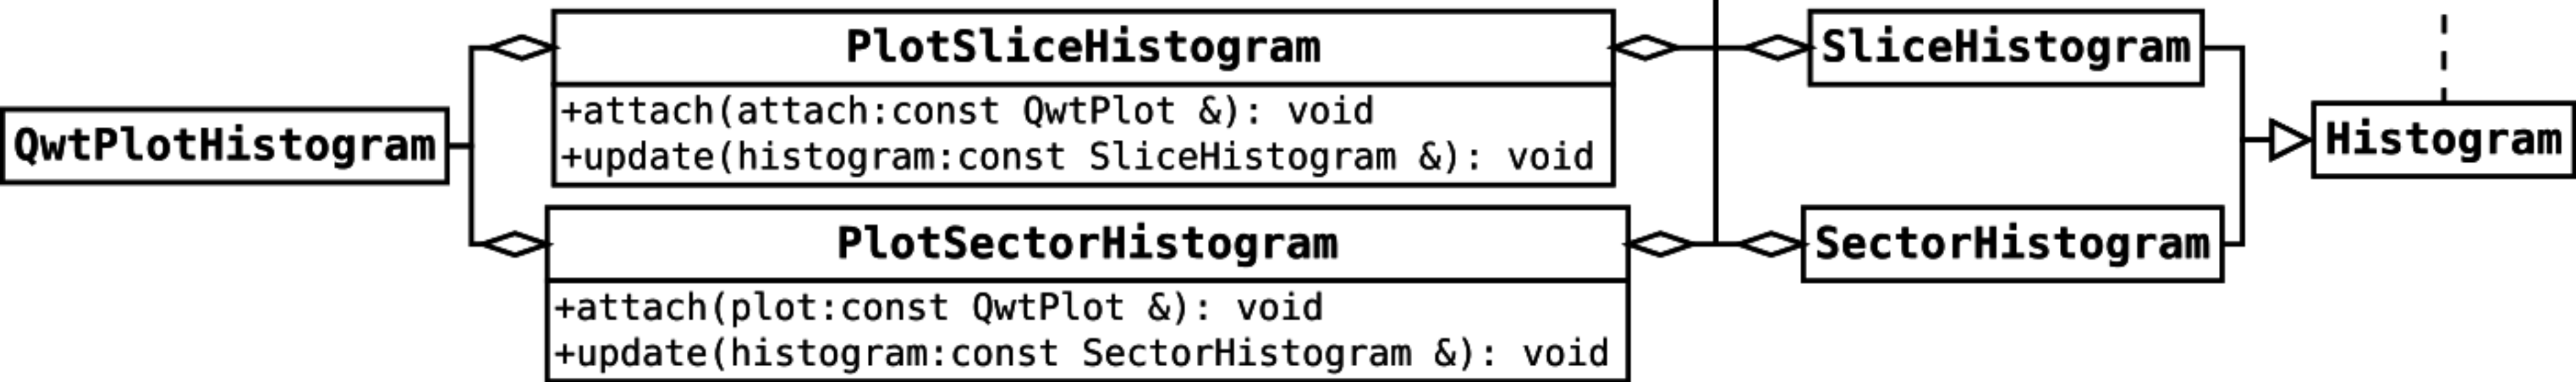 PlotSliceHistogram
+attach(attach:const QwtPlot &): void
+update(histogram:const SliceHistogram &): void
SliceHistogram
QwtPlotHistogram
Histogram
PlotSectorHistogram
+attach(plot:const QwtPlot &): void
+update(histogram:const SectorHistogram &): void
SectorHistogram